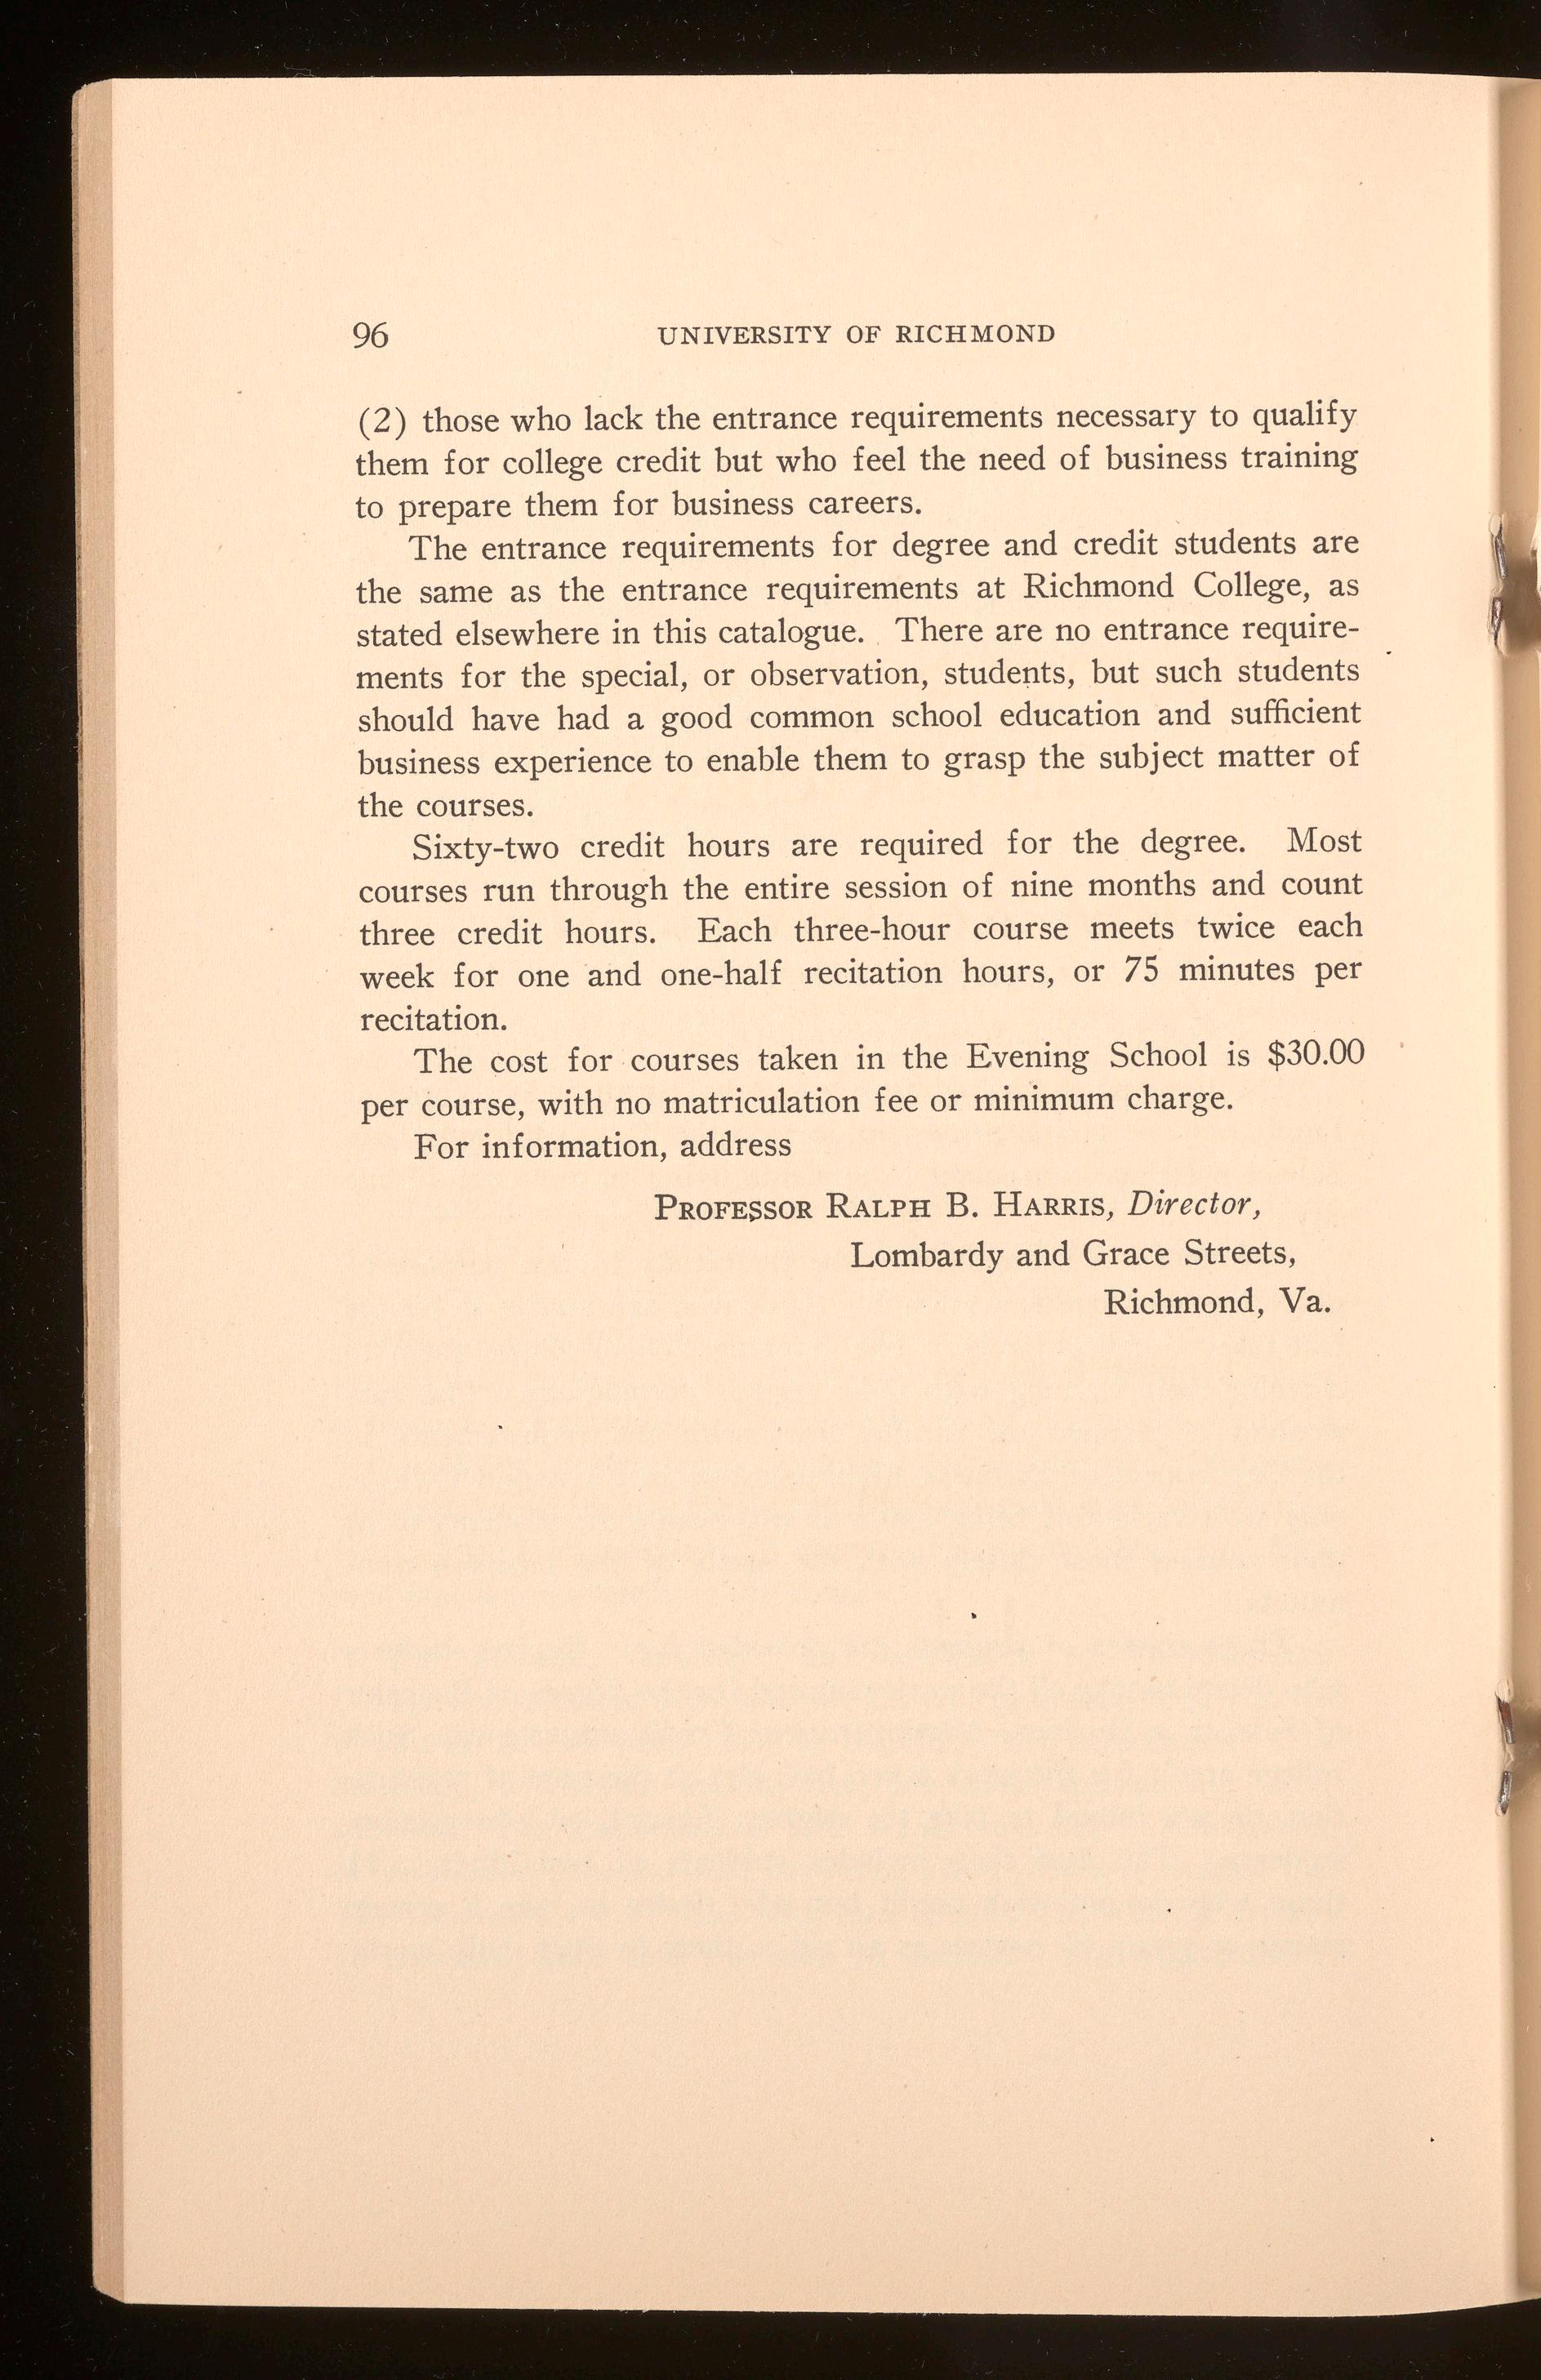 96 UNIVERSITY OF RICHMOND
(2) those who lack the entrance requirements necessary to qualify
them for college credit but who feel the need of business training
to prepare them for business careers.
The entrance requirements for degree and credit students are
the same as the entrance requirements at Richmond College, as
stated elsewhere in this catalogue. There are no entrance require-
ments for the special, or observation, students, but such students
should have had a good common school education and sufficient
business experience to enable them to grasp the subject matter of
the courses.
Sixty-two credit hours are required for the degree. Most
courses run through the entire session of nine months and count
three credit hours. Each three-hour course meets twice each
week for one and one-half recitation hours, or 75 minutes per
recitation.
The cost for courses taken in the Evening School is $30.00
per course, with no matriculation fee or minimum charge.
For information, address
PROFESSOR RALPH B. HARRIS, Director,
Lombardy and Grace Streets,
Richmond, Va.